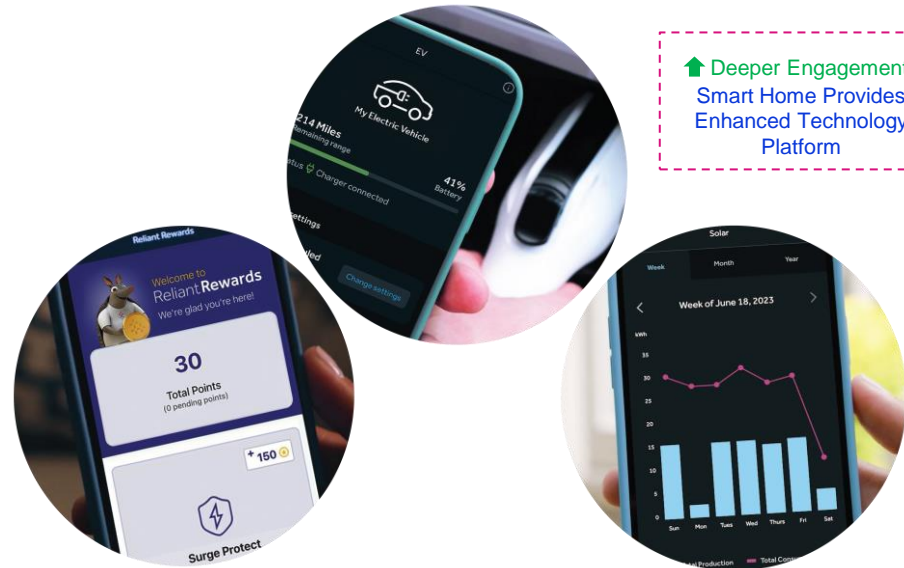 EV
My Electric Vehicle
214 Miles
Remaining range
41%
Battery
Charger connected
settings
Change settings
Deeper Engagement
Smart Home Provides
Enhanced Technology
Platform
Reliant Rewards
Welcome to
Reliant Rewards
We're glad you're here!
30
Total Points
(0 pending points)
+ 150
Surge Protect
Solar
Week Month Year
Week of June 18, 2023
kWh
35
30
25
20
15
10
5
0
Sun Mon Tues Wed Thurs Fri Sat
Production Total